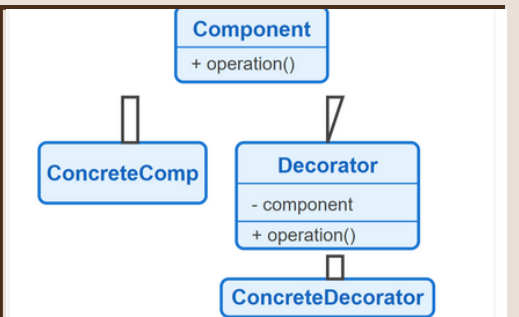 Component
+ operation()
ConcreteComp
Decorator
- component
+ operation()
ConcreteDecorator